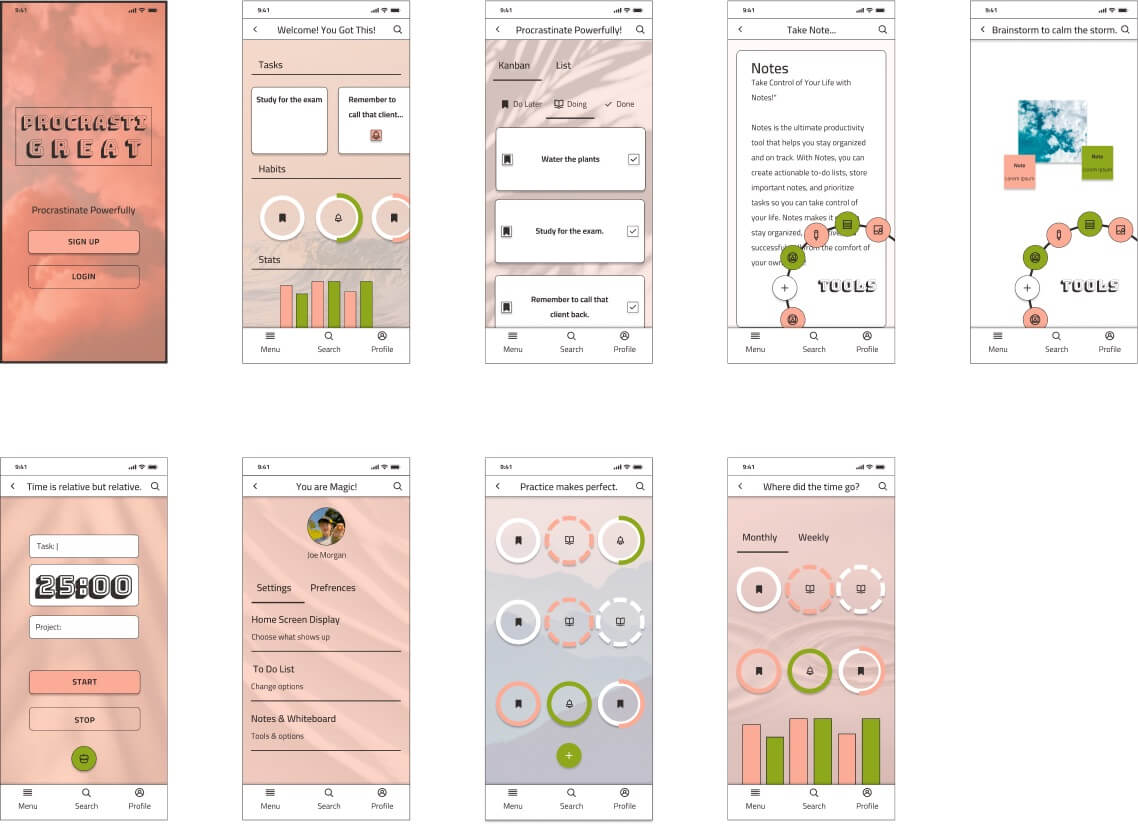 9:41
PROCRASTI
GREAT
Procrastinate Powerfully
SIGN UP
LOGIN
9:41
Welcome! You Got This!
Tasks
Study for the exam
Remember to
call that client...
Habits
Stats
Menu
Search
Profile
9:41
Procrastinate Powerfully!
Kanban
List
Do Later
Doing
Done
Water the plants
Study for the exam.
Remember to call that
client back.
Menu
Search
Profile
9:41
Take Note...
Notes
Take Control of Your Life with
Notes!"
Notes is the ultimate productivity
tool that helps you stay organized
and on track. With Notes, you can
create actionable to-do lists, store
important notes, and prioritize
tasks so you can take control of
your life. Notes makes it
stay organized,
successful from the comfort of
your own
TOOLS
Menu
Search
Profile
9:41
Brainstorm to calm the storm.
Note
Lorem ipsum
Note
Lorem ipsum
TOOLS
Menu
Search
Profile
9:41
Time is relative but relative.
Task: |
25:00
Project:
START
STOP
Menu
Search
Profile
9:41
You are Magic!
Joe Morgan
Settings
Prefrences
Home Screen Display
Choose what shows up
To Do List
Change options
Notes & Whiteboard
Tools & options
Menu
Search
Profile
9:41
Practice makes perfect.
Menu
Search
Profile
9:41
Where did the time go?
Monthly
Weekly
Menu
Search
Profile